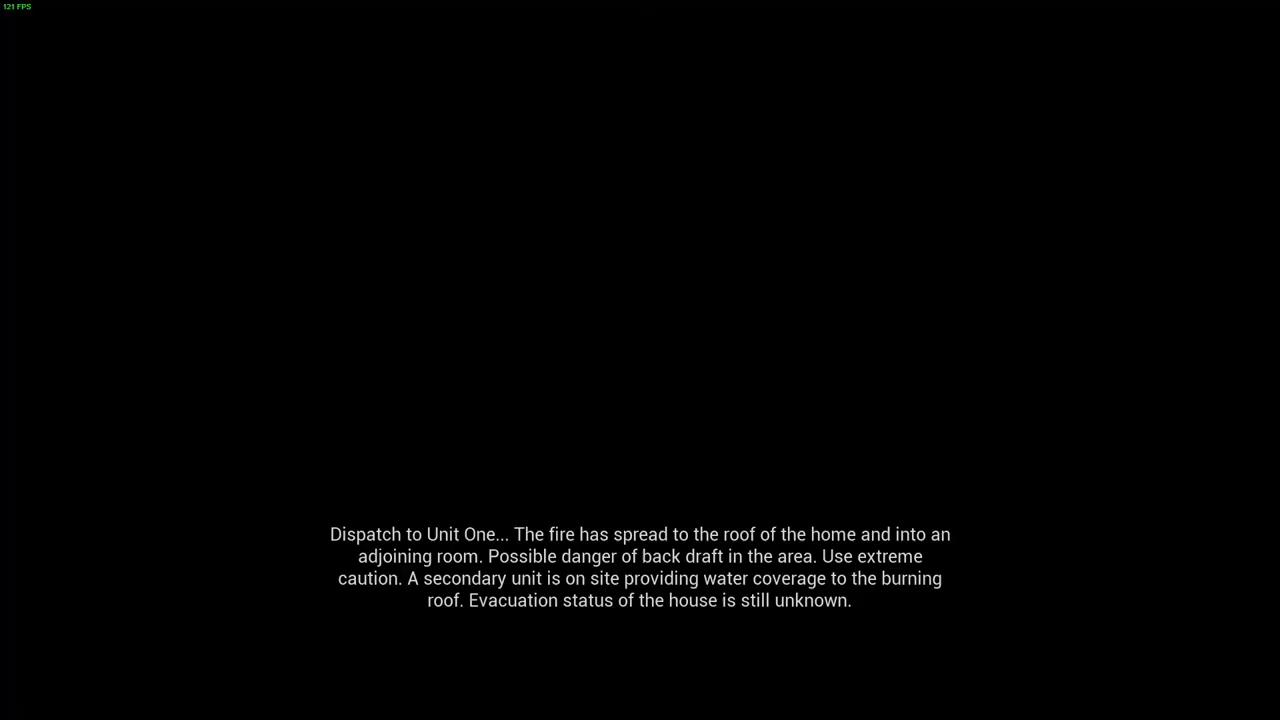 121 FPS
Dispatch to Unit One... The fire has spread to the roof of the home and into an
adjoining room. Possible danger of back draft in the area. Use extreme
caution. A secondary unit is on site providing water coverage to the burning
roof. Evacuation status of the house is still unknown.